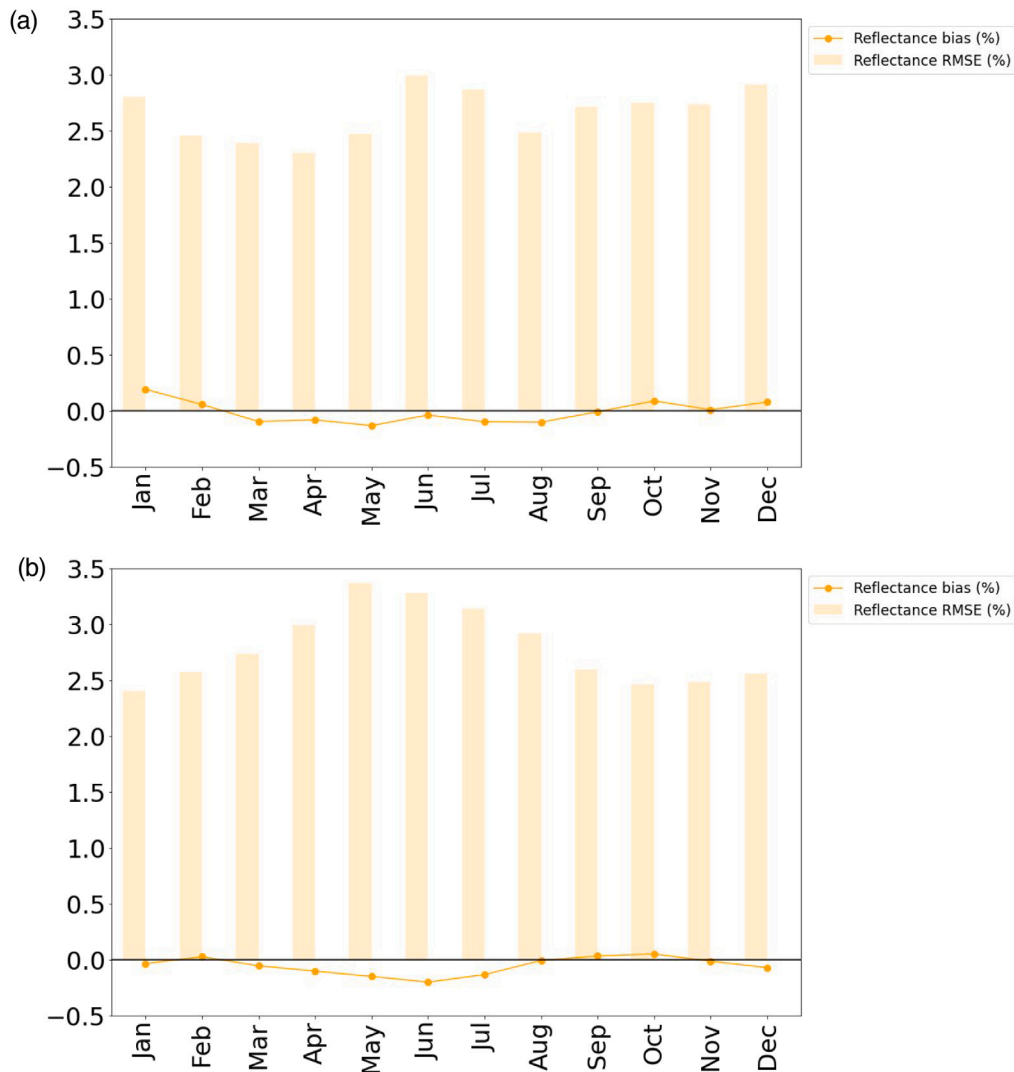 (a)
3.5
3.0
2.5
2.0
1.5
1.0
0.5
0.0
−0.5
Jan
Feb
Mar
Apr
May
Jun
Jul
Aug
Sep
Oct
Nov
Dec
Reflectance bias (%)
Reflectance RMSE (%)
(b)
3.5
3.0
2.5
2.0
1.5
1.0
0.5
0.0
−0.5
Jan
Feb
Mar
Apr
May
Jun
Jul
Aug
Sep
Oct
Nov
Dec
Reflectance bias (%)
Reflectance RMSE (%)